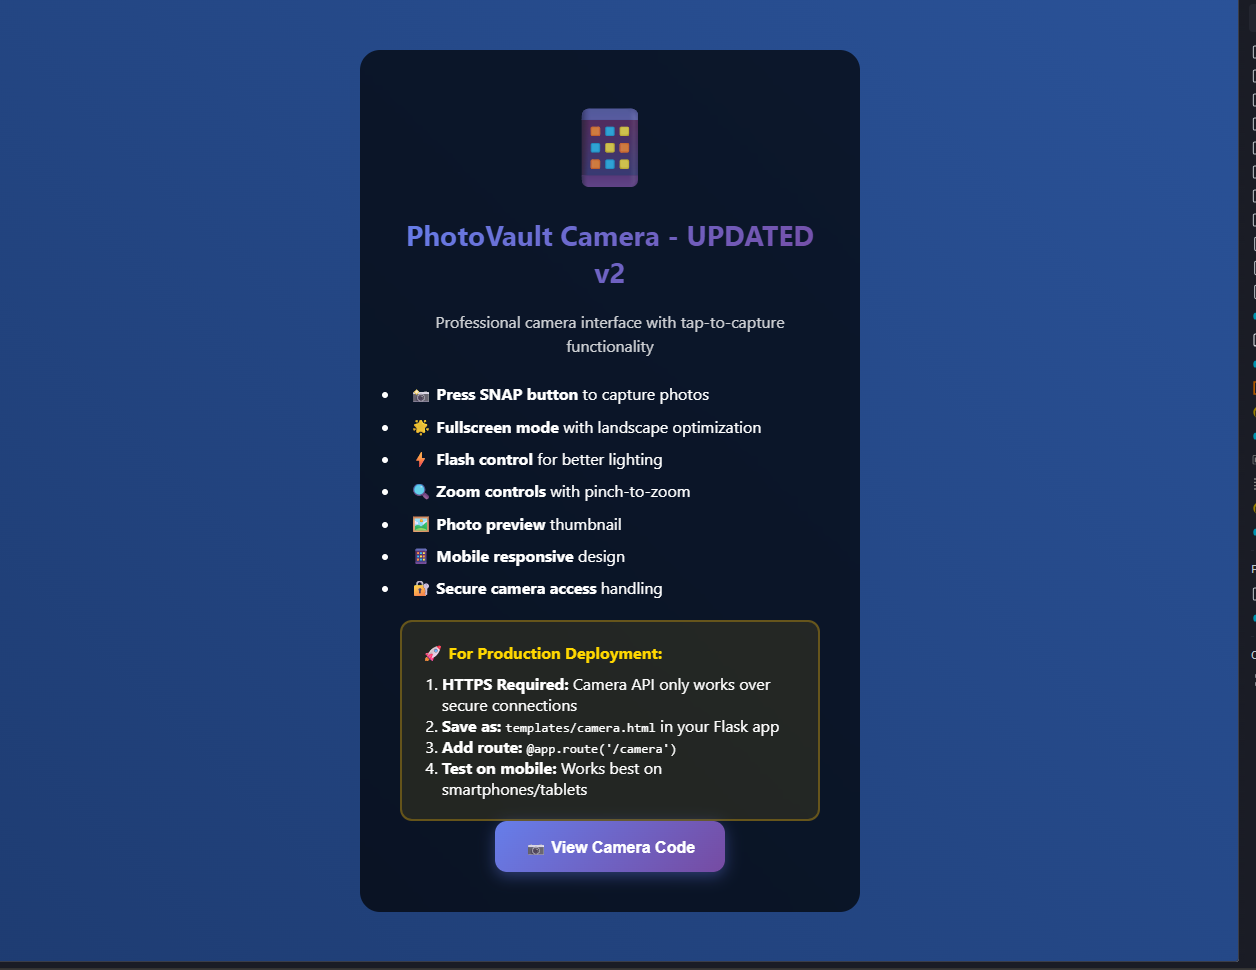 PhotoVault Camera - UPDATED
v2
Professional camera interface with tap-to-capture
functionality
• 📸 Press SNAP button to capture photos
• 🌟 Fullscreen mode with landscape optimization
• ⚡ Flash control for better lighting
• 🔍 Zoom controls with pinch-to-zoom
• 🖼️ Photo preview thumbnail
• 📱 Mobile responsive design
• 🔐 Secure camera access handling
🚀 For Production Deployment:
1. HTTPS Required: Camera API only works over
secure connections
2. Save as: templates/camera.html in your Flask app
3. Add route: @app.route('/camera')
4. Test on mobile: Works best on
smartphones/tablets
📷 View Camera Code